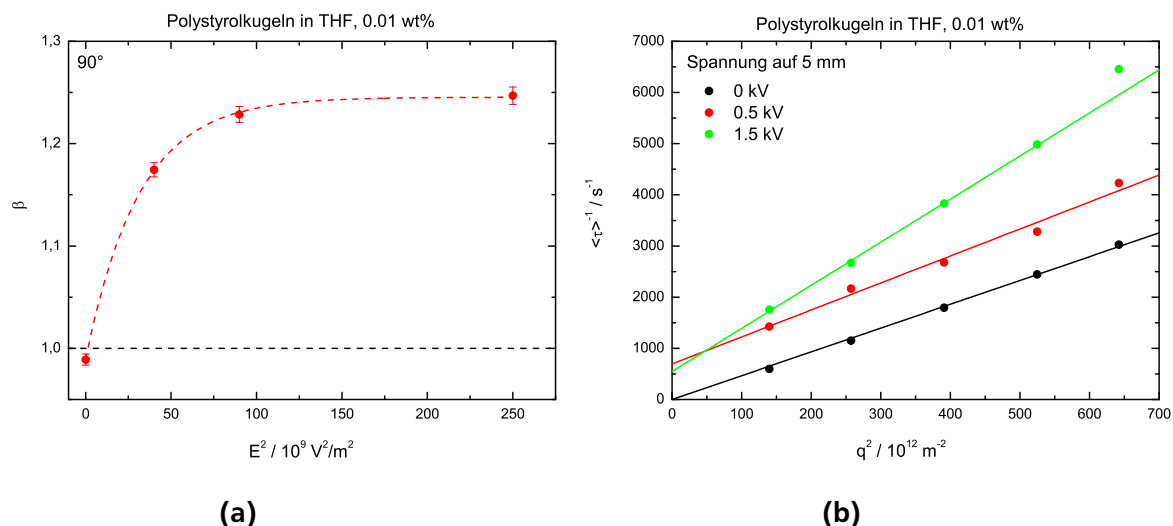 Polystyrolkugeln in THF, 0.01 wt%
90°
1,3
1,2
1,1
1,0
β
0
50
100
150
200
250
E² / 10⁹ V²/m²
(a)
Polystyrolkugeln in THF, 0.01 wt%
Spannung auf 5 mm
0 kV
0.5 kV
1.5 kV
7000
6000
5000
4000
3000
2000
1000
0
<τ>⁻¹ / s⁻¹
0
100
200
300
400
500
600
700
q² / 10¹² m⁻²
(b)